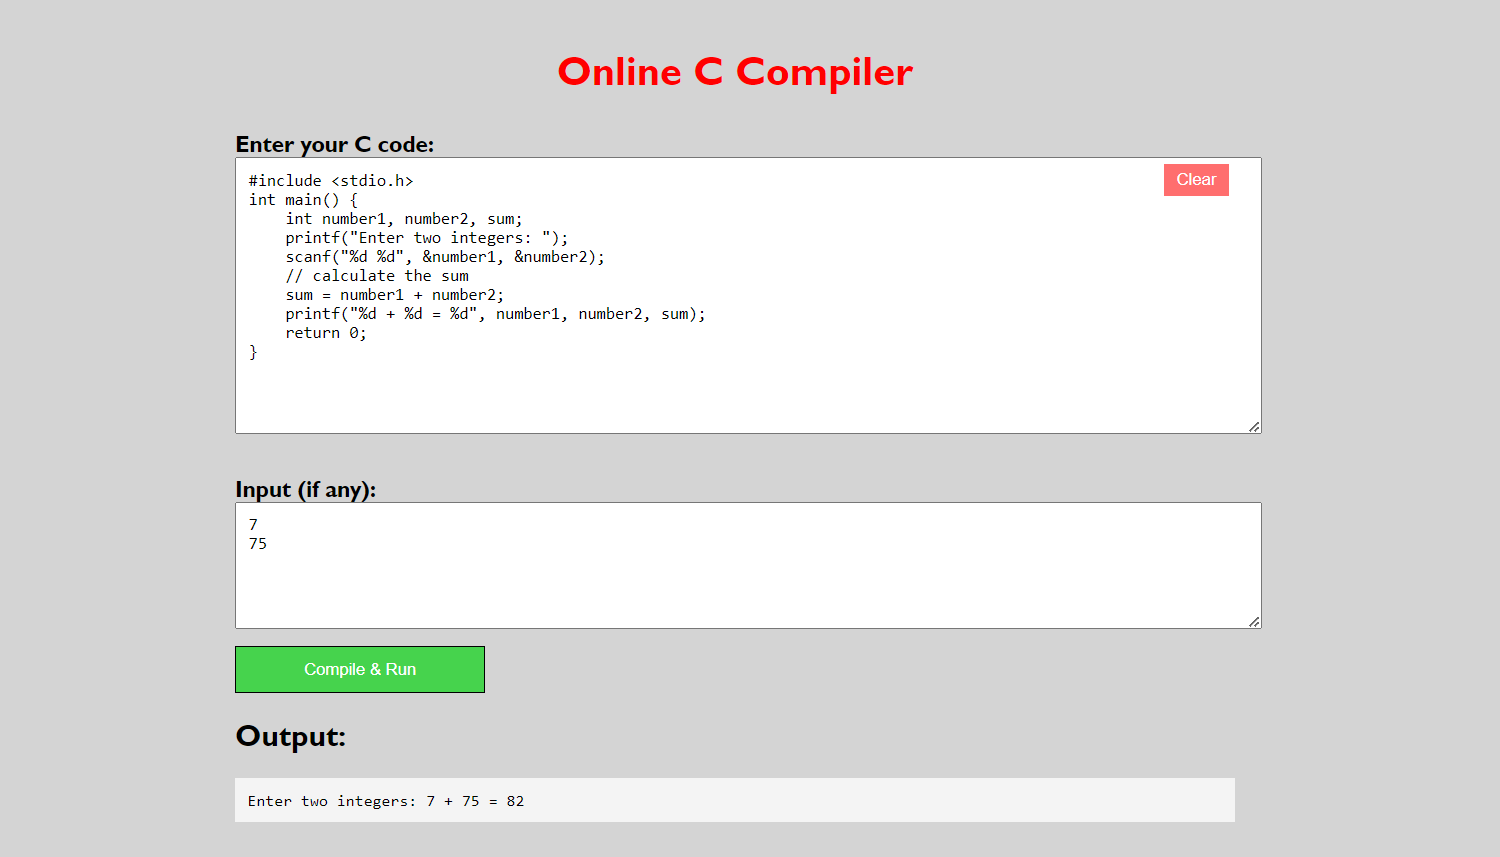 Online C Compiler
Enter your C code:
Clear
#include <stdio.h>
int main() {
    int number1, number2, sum;
    printf("Enter two integers: ");
    scanf("%d %d", &number1, &number2);
    // calculate the sum
    sum = number1 + number2;
    printf("%d + %d = %d", number1, number2, sum);
    return 0;
}
Input (if any):
7
75
Compile & Run
Output:
Enter two integers: 7 + 75 = 82